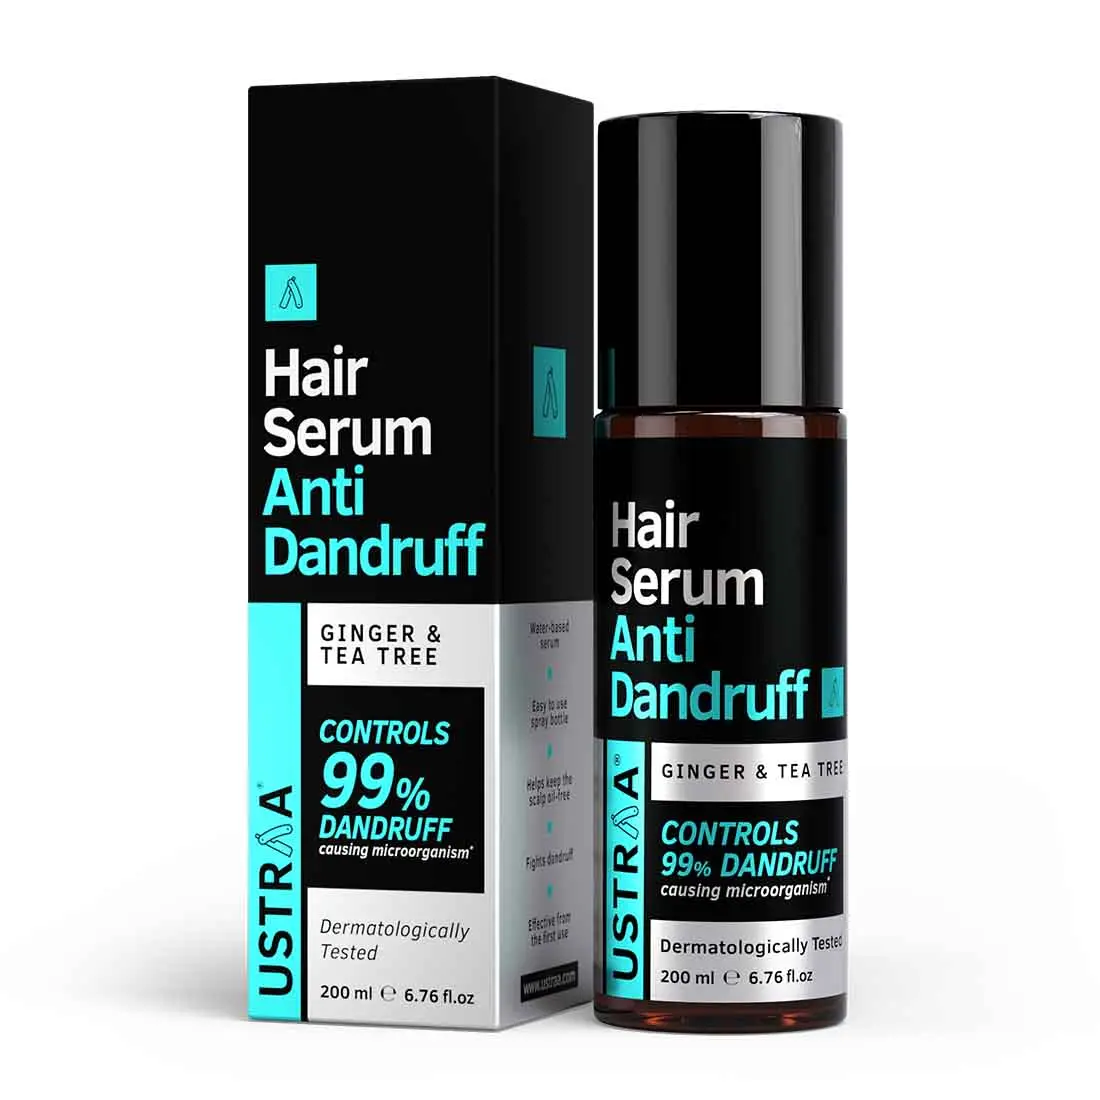 Hair
Serum
Anti
Dandruff
GINGER &
TEA TREE
CONTROLS
99%
DANDRUFF
causing microorganism*
Dermatologically
Tested
200 ml ℮ 6.76 fl.oz
USTRAA®
Water-based
serum
Easy to use
spray bottle
Helps keep the
scalp oil-free
Fights dandruff
Effective from
the first use
www.ustraa.com
Hair
Serum
Anti
Dandruff
GINGER & TEA TREE
CONTROLS
99% DANDRUFF
causing microorganism*
Dermatologically Tested
200 ml ℮ 6.76 fl.oz
USTRAA®